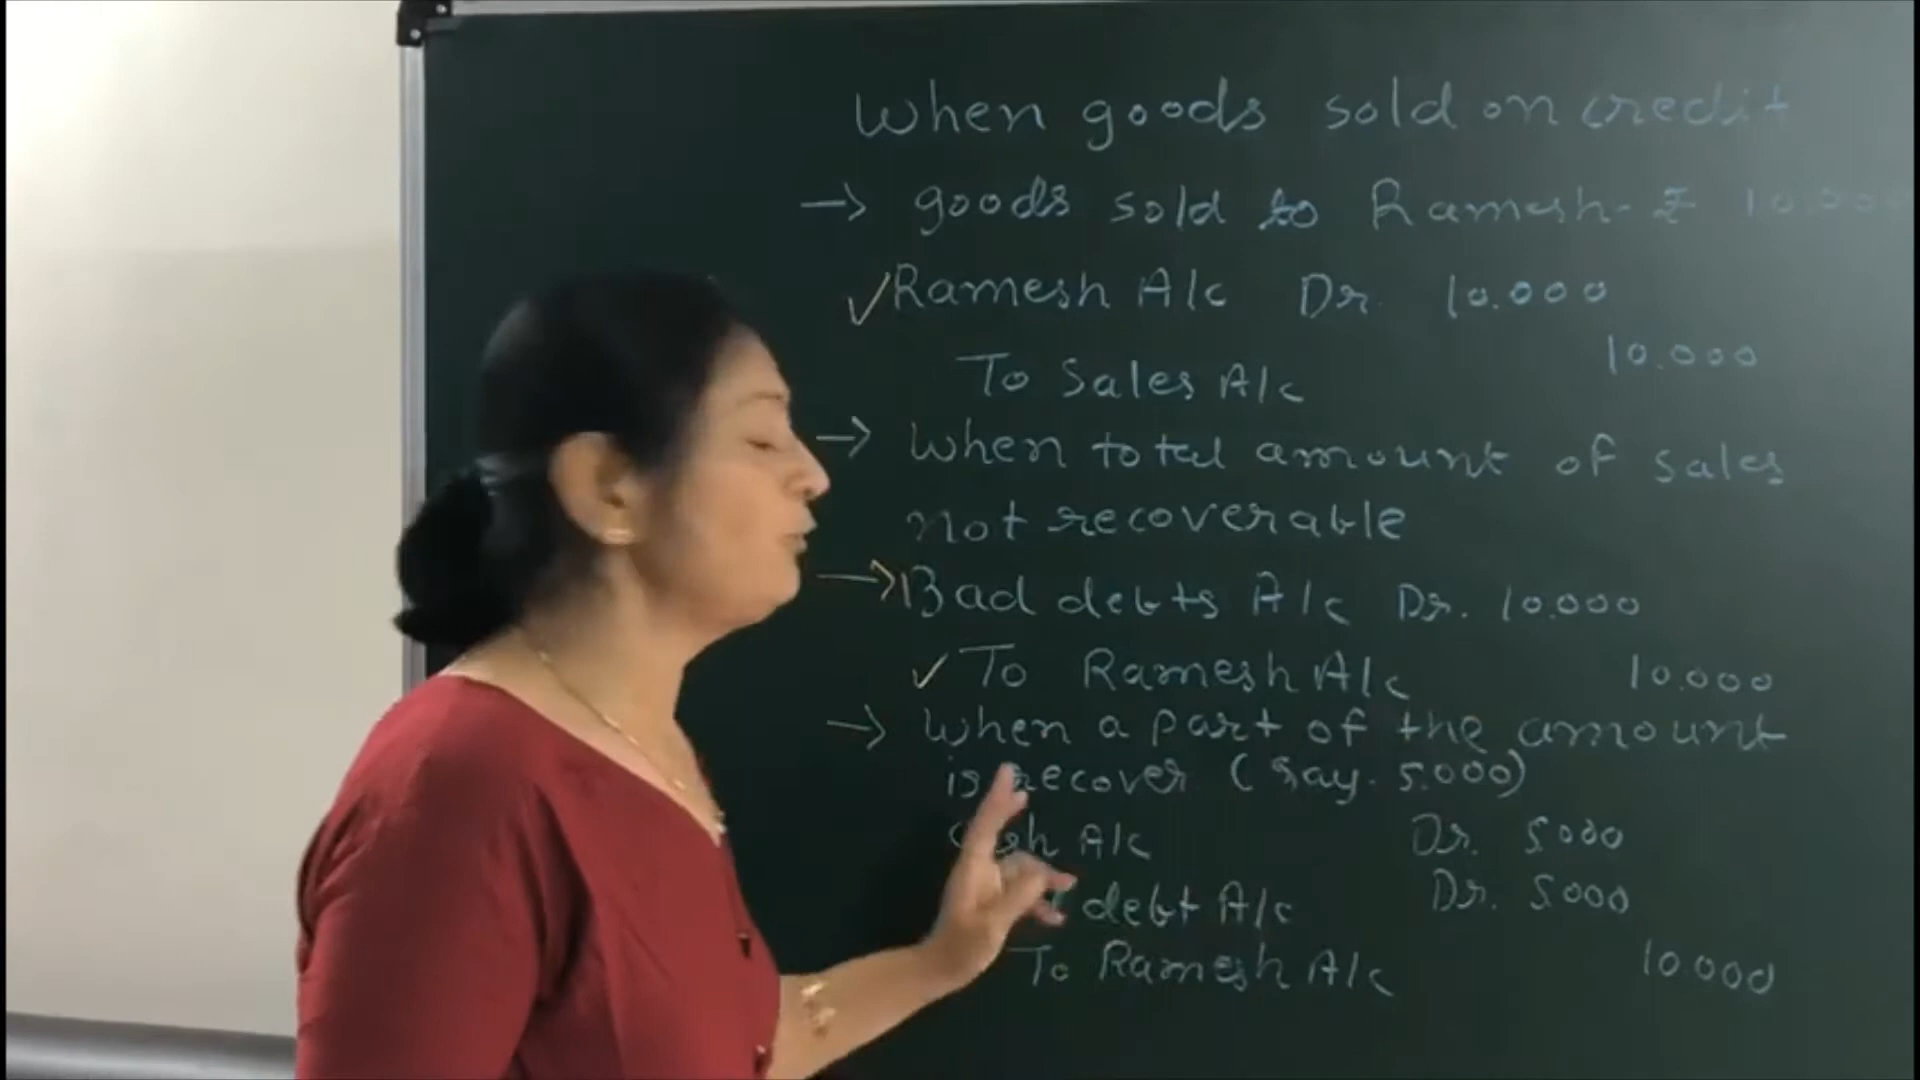 When goods sold on credit
→ goods sold to Ramesh - ₹ 10.000
✓ Ramesh A/c Dr. 10.000
To Sales A/c 10.000
→ When total amount of sales
not recoverable
→ Bad debts A/c Dr. 10.000
✓ To Ramesh A/c 10.000
→ When a part of the amount
is recover (say. 5.000)
A/c Dr. 5000
debt A/c Dr. 5000
To Ramesh A/c 10.000